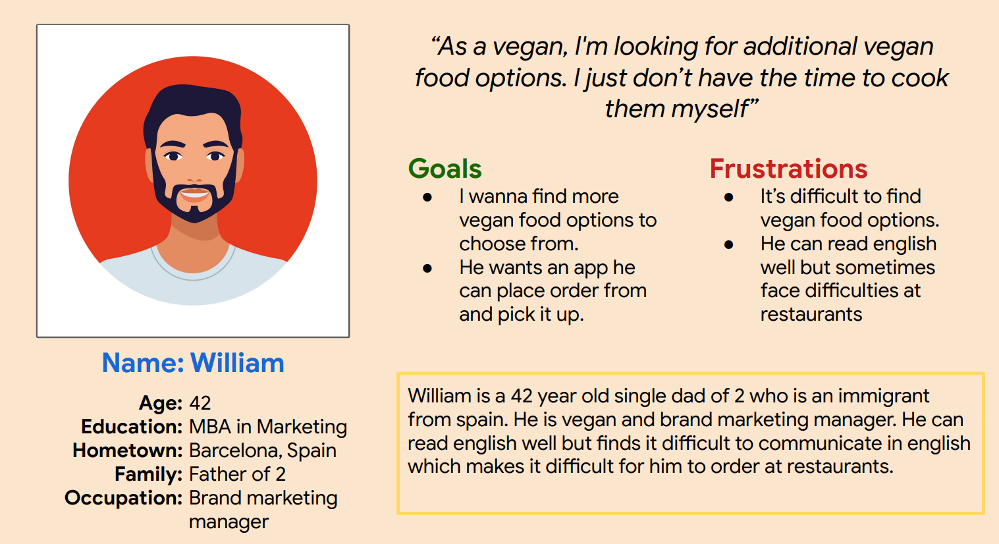 “As a vegan, I'm looking for additional vegan
food options. I just don’t have the time to cook
them myself”
Goals
● I wanna find more
vegan food options to
choose from.
● He wants an app he
can place order from
and pick it up.
Frustrations
● It’s difficult to find
vegan food options.
● He can read english
well but sometimes
face difficulties at
restaurants
Name: William
Age: 42
Education: MBA in Marketing
Hometown: Barcelona, Spain
Family: Father of 2
Occupation: Brand marketing
manager
William is a 42 year old single dad of 2 who is an immigrant
from spain. He is vegan and brand marketing manager. He can
read english well but finds it difficult to communicate in english
which makes it difficult for him to order at restaurants.